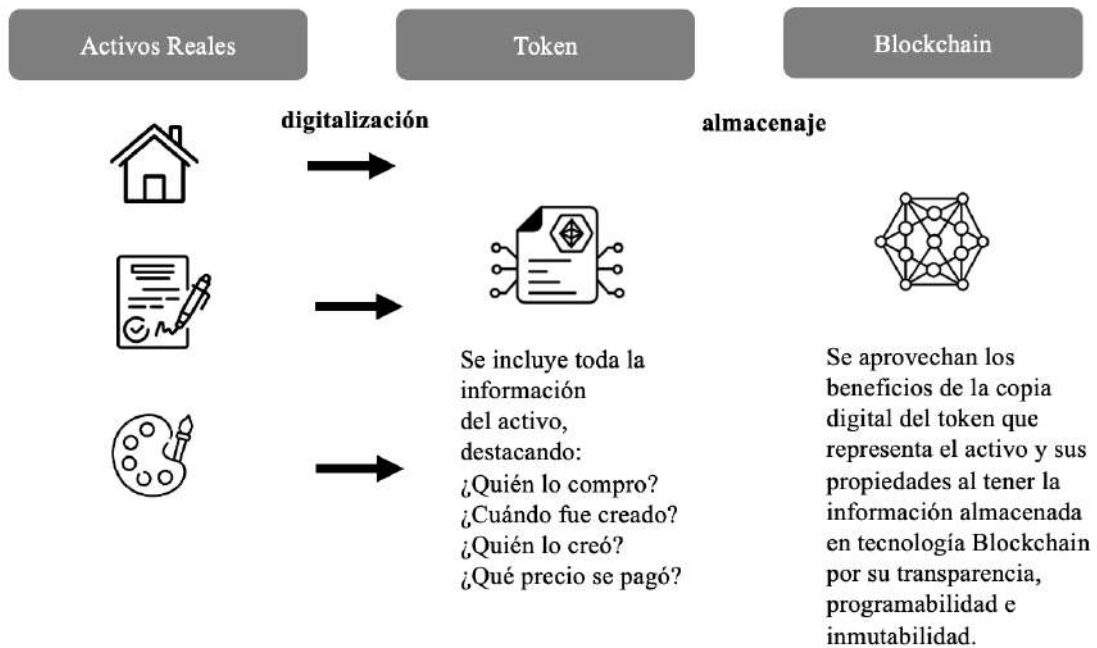 Activos Reales
Token
Blockchain
digitalización
almacenaje
Se incluye toda la
información
del activo,
destacando:
¿Quién lo compro?
¿Cuándo fue creado?
¿Quién lo creó?
¿Qué precio se pagó?
Se aprovechan los
beneficios de la copia
digital del token que
representa el activo y sus
propiedades al tener la
información almacenada
en tecnología Blockchain
por su transparencia,
programabilidad e
inmutabilidad.